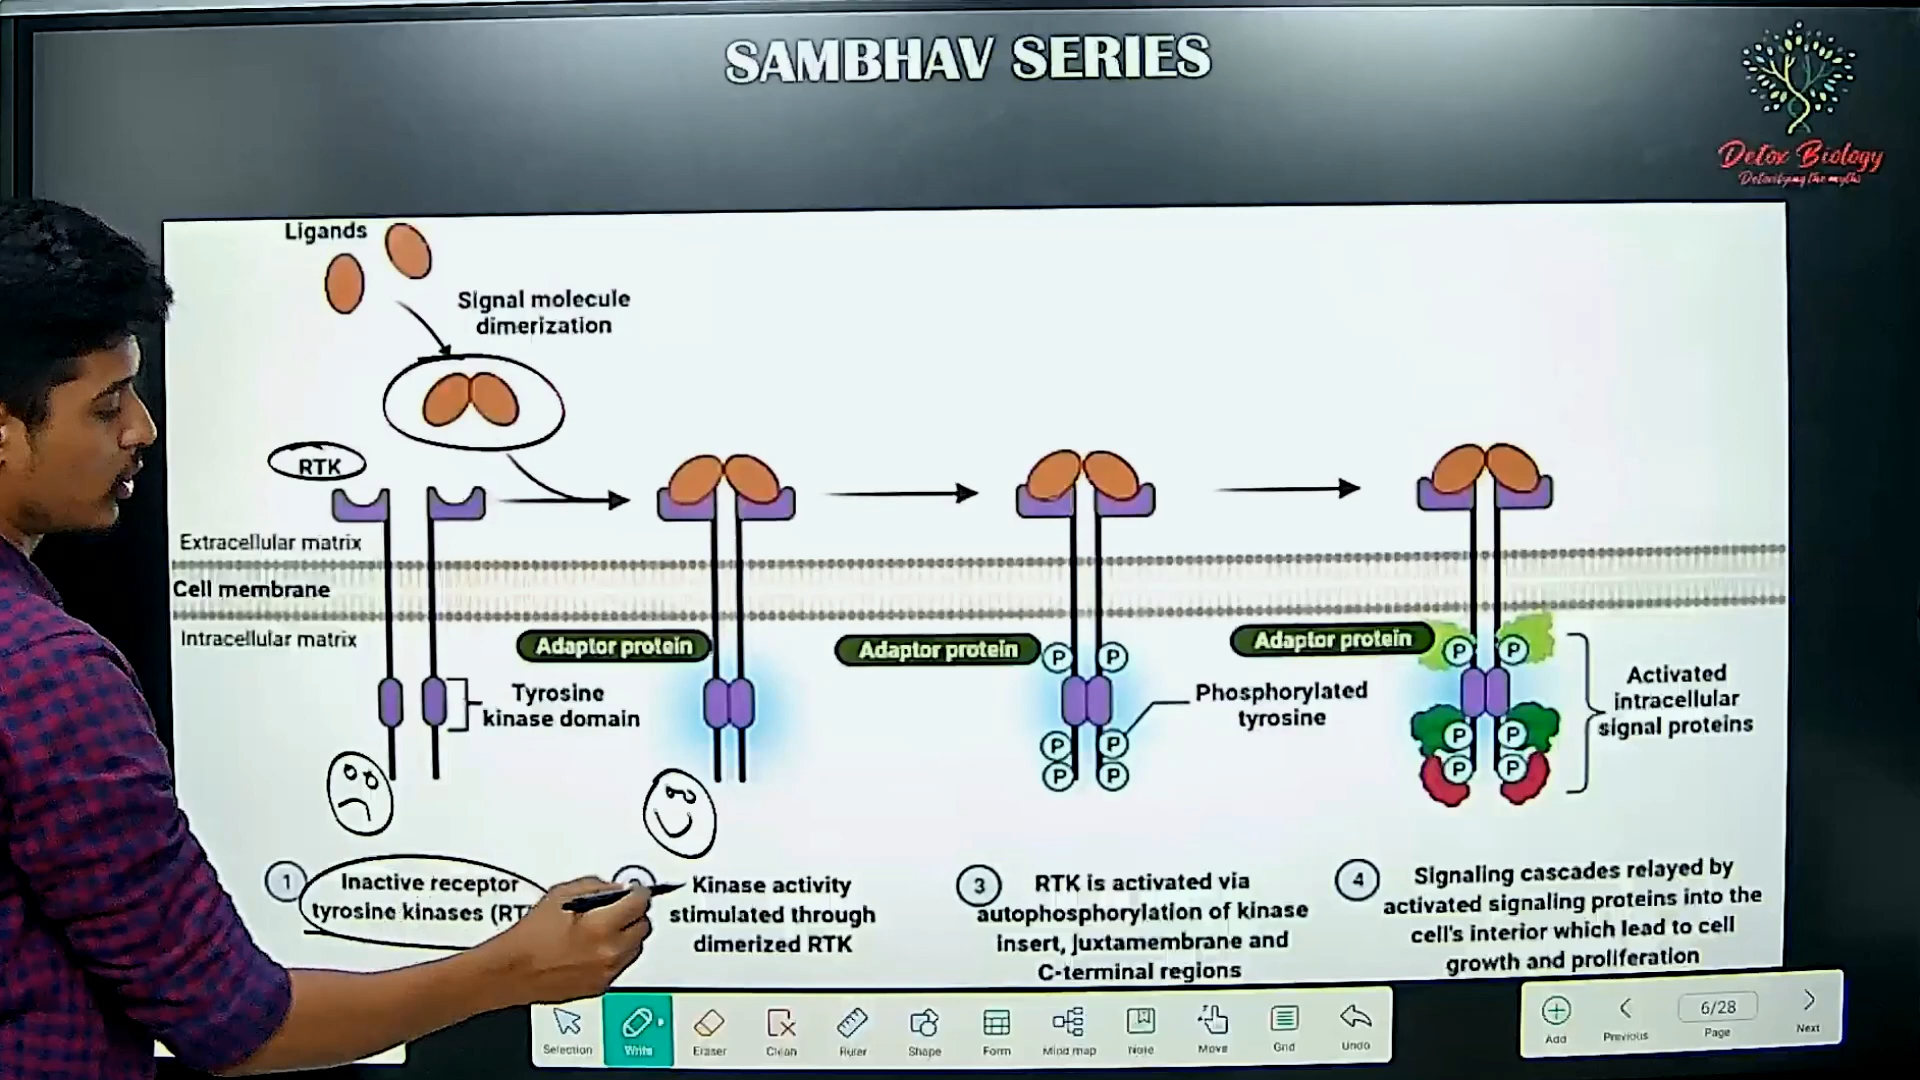 SAMBHAV SERIES
Detox Biology
Detoxifying the myths
Ligands
Signal molecule
dimerization
RTK
Extracellular matrix
Cell membrane
Intracellular matrix
Adaptor protein
Adaptor protein
Adaptor protein
P P
P P
Tyrosine
kinase domain
Phosphorylated
tyrosine
Activated
intracellular
signal proteins
P P
P P
P P
P P
1
Inactive receptor
tyrosine kinases (RT
Kinase activity
stimulated through
dimerized RTK
3
RTK is activated via
autophosphorylation of kinase
insert, juxtamembrane and
C-terminal regions
4
Signaling cascades relayed by
activated signaling proteins into the
cell's interior which lead to cell
growth and proliferation
Selection Write Eraser Clean Ruler Shape Form Mind map Note Move Grid Undo
Add Previous 6/28 Page Next